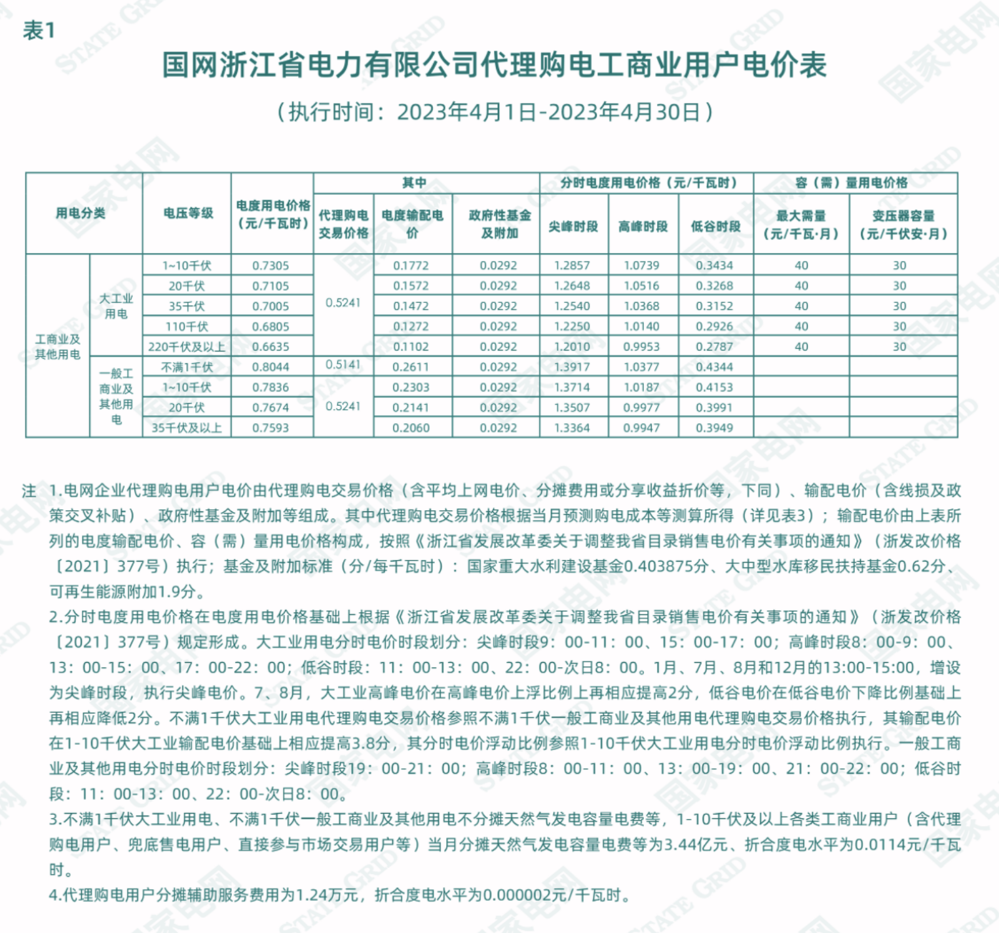 表1
国网浙江省电力有限公司代理购电工商业用户电价表
（执行时间：2023年4月1日-2023年4月30日）
用电分类 电压等级 电度用电价格（元/千瓦时） 其中 分时电度用电价格（元/千瓦时） 容（需）量用电价格
代理购电交易价格 电度输配电价 政府性基金及附加 尖峰时段 高峰时段 低谷时段 最大需量（元/千瓦·月） 变压器容量（元/千伏安·月）
工商业及其他用电 大工业用电 1~10千伏 0.7305 0.5241 0.1772 0.0292 1.2857 1.0739 0.3434 40 30
20千伏 0.7105 0.1572 0.0292 1.2648 1.0516 0.3268 40 30
35千伏 0.7005 0.1472 0.0292 1.2540 1.0368 0.3152 40 30
110千伏 0.6805 0.1272 0.0292 1.2250 1.0140 0.2926 40 30
220千伏及以上 0.6635 0.1102 0.0292 1.2010 0.9953 0.2787 40 30
一般工商业及其他用电 不满1千伏 0.8044 0.5141 0.2611 0.0292 1.3917 1.0377 0.4344
1~10千伏 0.7836 0.5241 0.2303 0.0292 1.3714 1.0187 0.4153
20千伏 0.7674 0.2141 0.0292 1.3507 0.9977 0.3991
35千伏及以上 0.7593 0.2060 0.0292 1.3364 0.9947 0.3949
注 1.电网企业代理购电用户电价由代理购电交易价格（含平均上网电价、分摊费用或分享收益折价等，下同）、输配电价（含线损及政
策交叉补贴）、政府性基金及附加等组成。其中代理购电交易价格根据当月预测购电成本等测算所得（详见表3）；输配电价由上表所
列的电度输配电价、容（需）量用电价格构成，按照《浙江省发展改革委关于调整我省目录销售电价有关事项的通知》（浙发改价格
〔2021〕377号）执行；基金及附加标准（分/每千瓦时）：国家重大水利建设基金0.403875分、大中型水库移民扶持基金0.62分、
可再生能源附加1.9分。
2.分时电度用电价格在电度用电价格基础上根据《浙江省发展改革委关于调整我省目录销售电价有关事项的通知》（浙发改价格
〔2021〕377号）规定形成。大工业用电分时电价时段划分：尖峰时段9：00-11：00、15：00-17：00；高峰时段8：00-9：00、
13：00-15：00、17：00-22：00；低谷时段：11：00-13：00、22：00-次日8：00。1月、7月、8月和12月的13:00-15:00，增设
为尖峰时段，执行尖峰电价。7、8月，大工业高峰电价在高峰电价上浮比例上再相应提高2分，低谷电价在低谷电价下降比例基础上
再相应降低2分。不满1千伏大工业用电代理购电交易价格参照不满1千伏一般工商业及其他用电代理购电交易价格执行，其输配电价
在1-10千伏大工业输配电价基础上相应提高3.8分，其分时电价浮动比例参照1-10千伏大工业用电分时电价浮动比例执行。一般工商
业及其他用电分时电价时段划分：尖峰时段19：00-21：00；高峰时段8：00-11：00、13：00-19：00、21：00-22：00；低谷时
段：11：00-13：00、22：00-次日8：00。
3.不满1千伏大工业用电、不满1千伏一般工商业及其他用电不分摊天然气发电容量电费等，1-10千伏及以上各类工商业用户（含代理
购电用户、兜底售电用户、直接参与市场交易用户等）当月分摊天然气发电容量电费等为3.44亿元、折合度电水平为0.0114元/千瓦
时。
4.代理购电用户分摊辅助服务费用为1.24万元，折合度电水平为0.000002元/千瓦时。